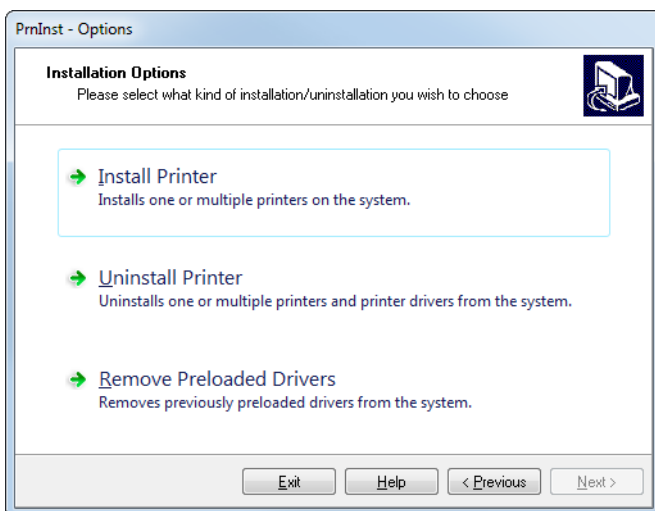 PrnInst - Options
Installation Options
Please select what kind of installation/uninstallation you wish to choose
Install Printer
Installs one or multiple printers on the system.
Uninstall Printer
Uninstalls one or multiple printers and printer drivers from the system.
Remove Preloaded Drivers
Removes previously preloaded drivers from the system.
Exit Help < Previous Next >